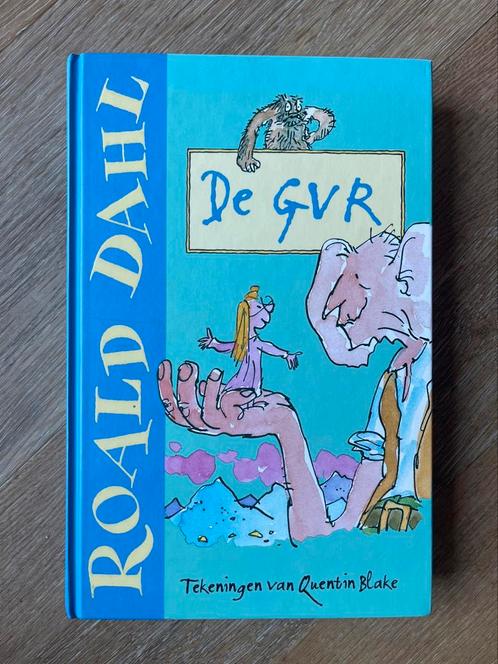 ROALD DAHL
De GVR
Tekeningen van Quentin Blake